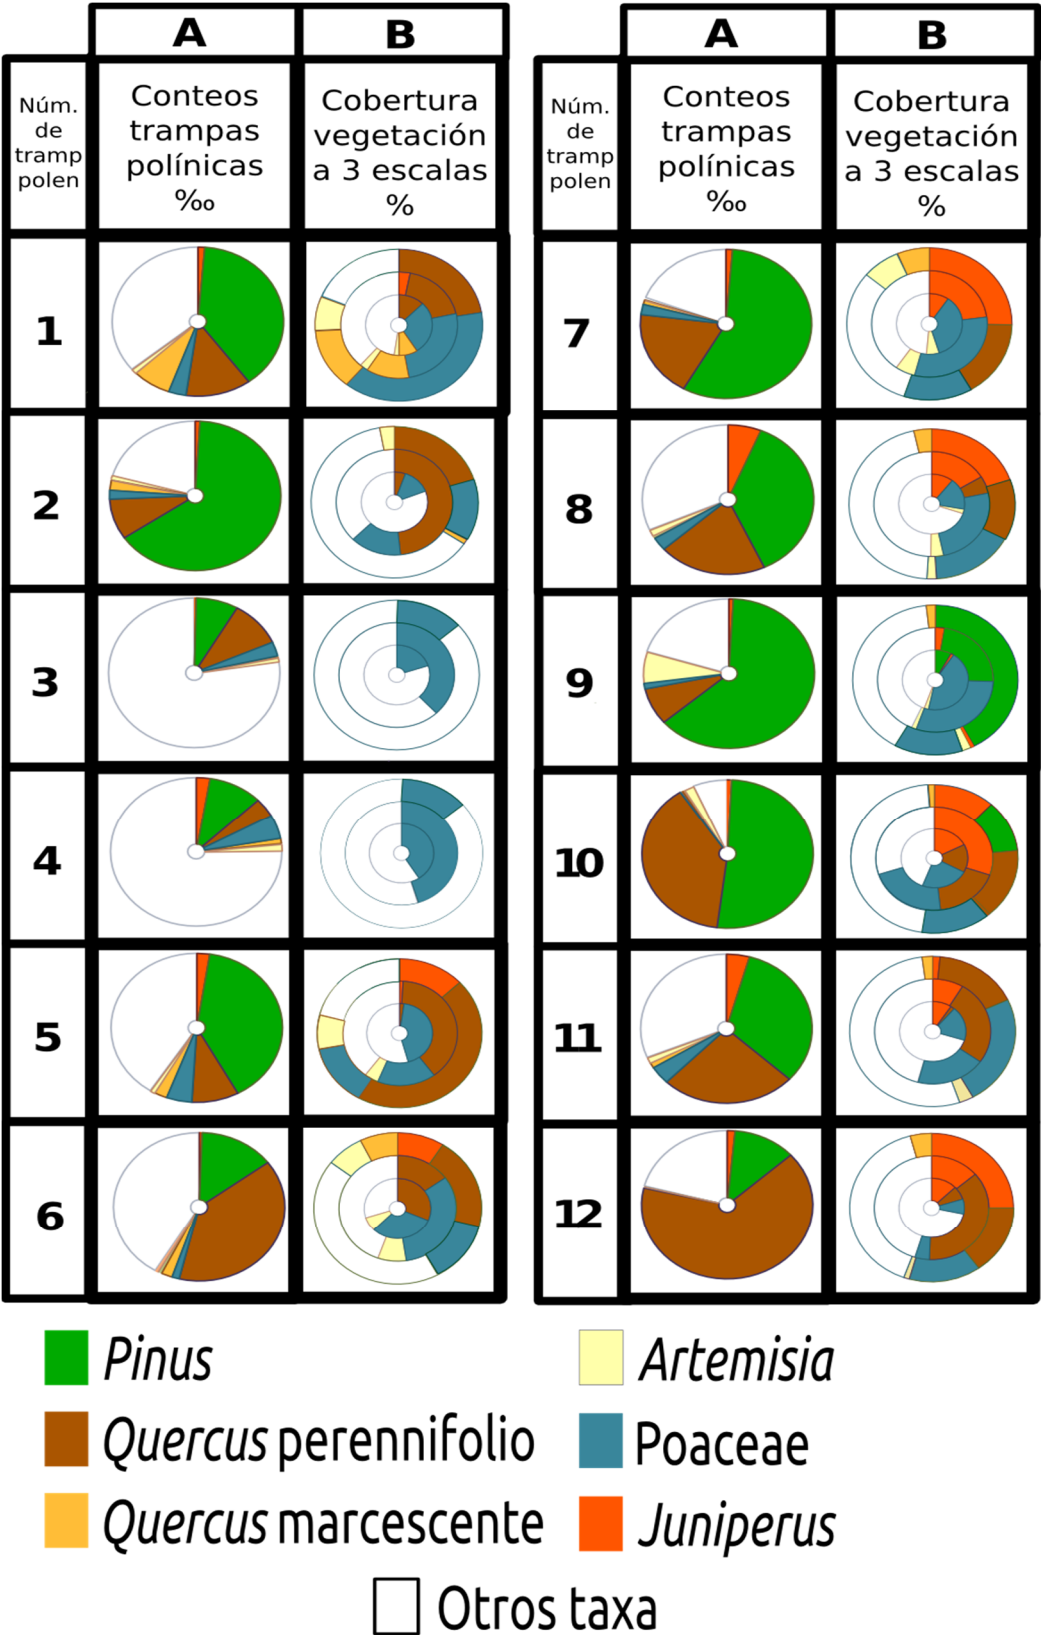 A
B
A
B
Núm.
de
tramp
polen
Conteos
trampas
polínicas
‰
Cobertura
vegetación
a 3 escalas
%
Núm.
de
tramp
polen
Conteos
trampas
polínicas
‰
Cobertura
vegetación
a 3 escalas
%
1
7
2
8
3
9
4
10
5
11
6
12
Pinus
Artemisia
Quercus perennifolio
Poaceae
Quercus marcescente
Juniperus
Otros taxa